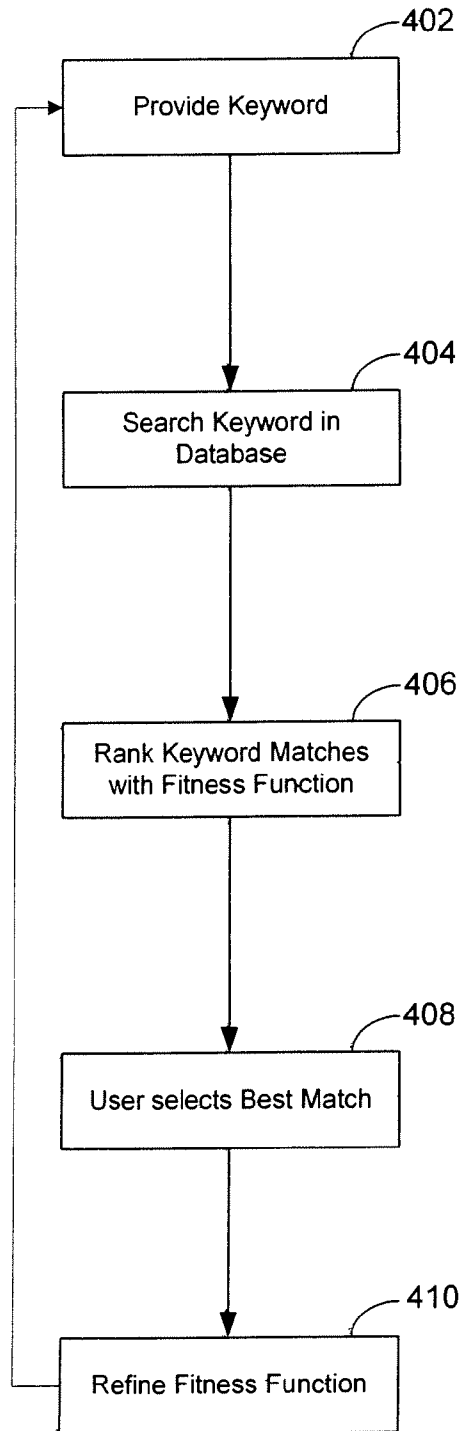 402
Provide Keyword
404
Search Keyword in
Database
406
Rank Keyword Matches
with Fitness Function
408
User selects Best Match
410
Refine Fitness Function